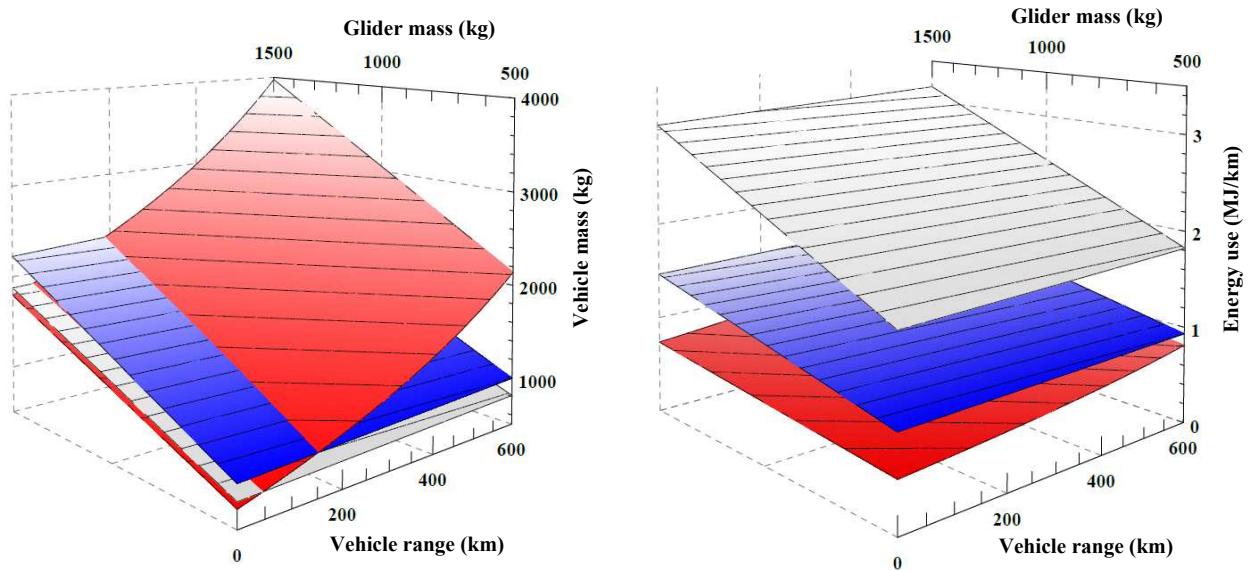 Glider mass (kg)
1500 1000 500
4000
3000
2000
1000
Vehicle mass (kg)
0 200 400 600
Vehicle range (km)
Glider mass (kg)
1500 1000 500
3
2
1
0
Energy use (MJ/km)
0 200 400 600
Vehicle range (km)